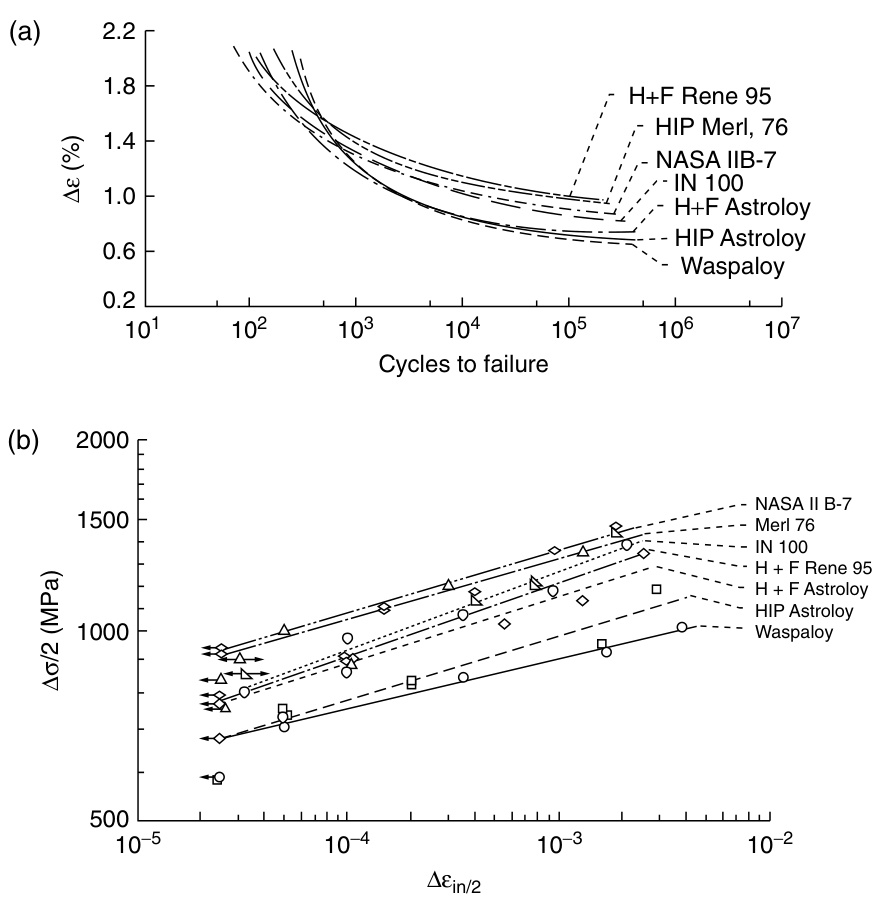 (a)
2.2
1.8
1.4
1.0
0.6
0.2
Δε (%)
H+F Rene 95
HIP Merl, 76
NASA IIB-7
IN 100
H+F Astroloy
HIP Astroloy
Waspaloy
10¹ 10² 10³ 10⁴ 10⁵ 10⁶ 10⁷
Cycles to failure
(b)
2000
1500
1000
500
Δσ/2 (MPa)
NASA II B-7
Merl 76
IN 100
H + F Rene 95
H + F Astroloy
HIP Astroloy
Waspaloy
10⁻⁵ 10⁻⁴ 10⁻³ 10⁻²
Δεin/2